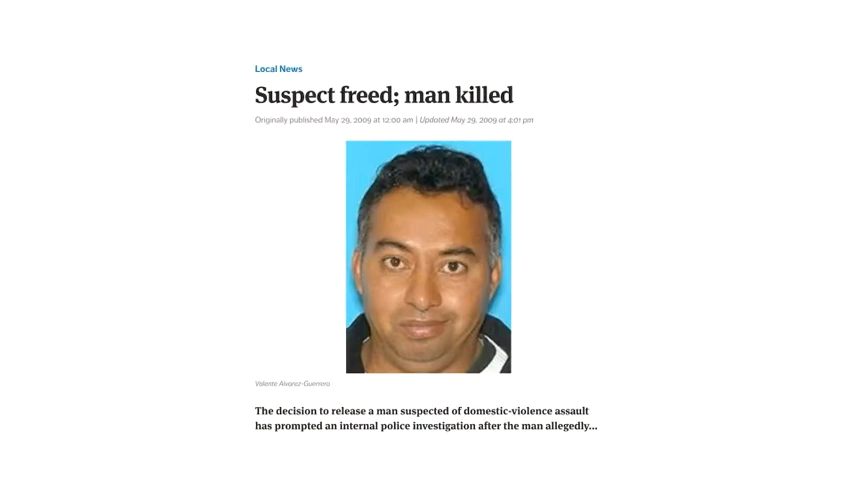 Local News
Suspect freed; man killed
Originally published May 29, 2009 at 12:00 am | Updated May 29, 2009 at 4:01 pm
Valente Alvarez-Guerrero.
The decision to release a man suspected of domestic-violence assault
has prompted an internal police investigation after the man allegedly...